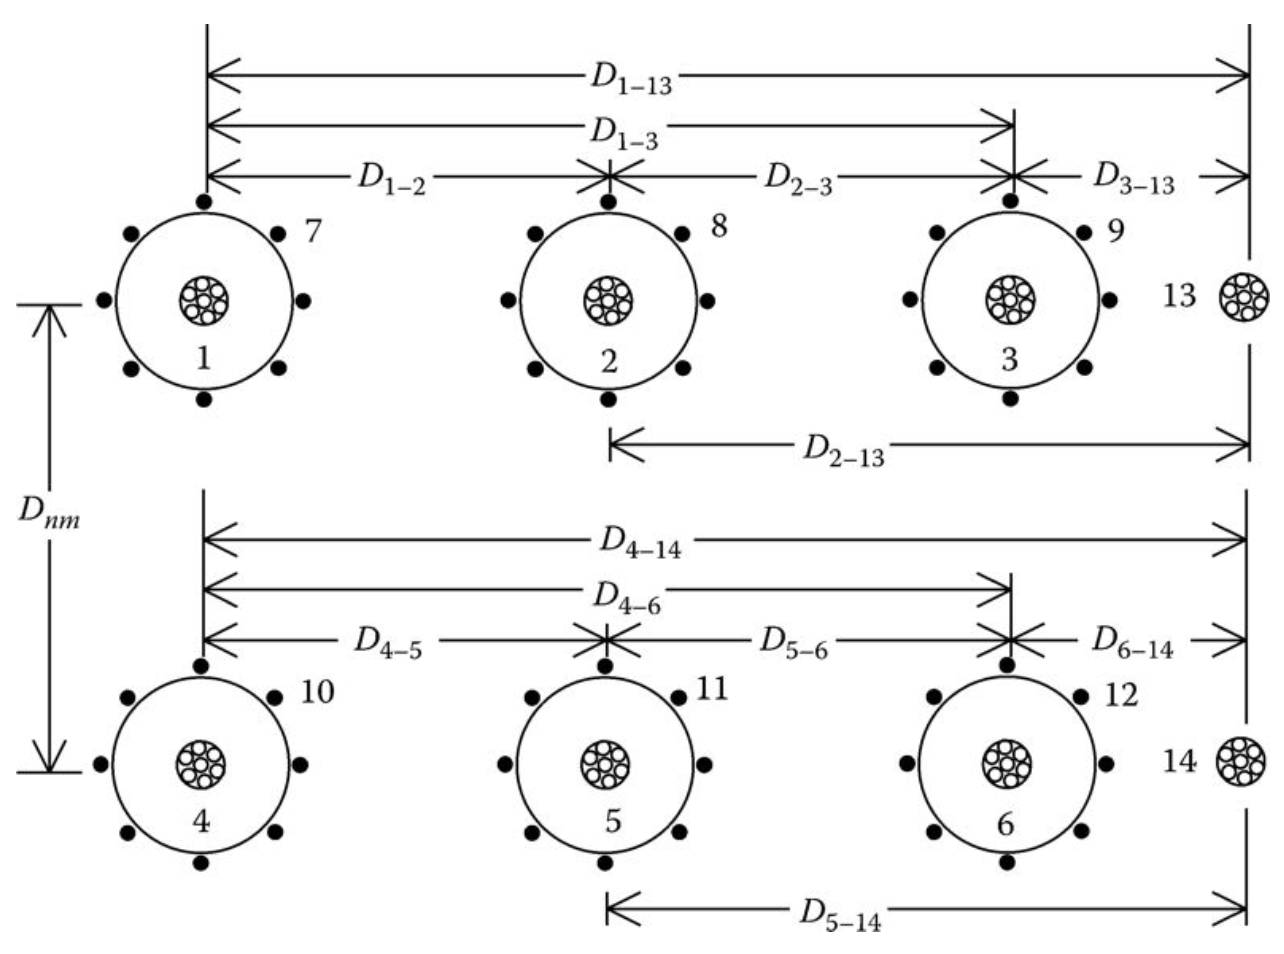 D1–13
D1–3
D1–2 D2–3 D3–13
7 8 9
13
1 2 3
D2–13
Dnm
D4–14
D4–6
D4–5 D5–6 D6–14
10 11 12
14
4 5 6
D5–14